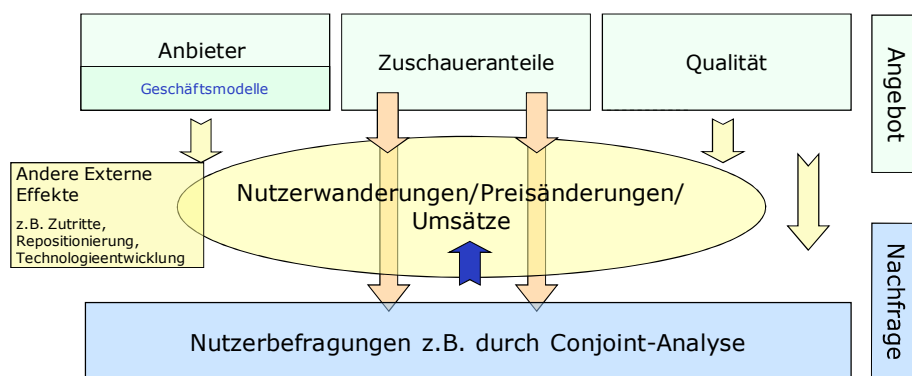 Anbieter
Geschäftsmodelle
Zuschaueranteile
Qualität
Angebot
Andere Externe
Effekte
z.B. Zutritte,
Repositionierung,
Technologieentwicklung
Nutzerwanderungen/Preisänderungen/
Umsätze
Nachfrage
Nutzerbefragungen z.B. durch Conjoint-Analyse